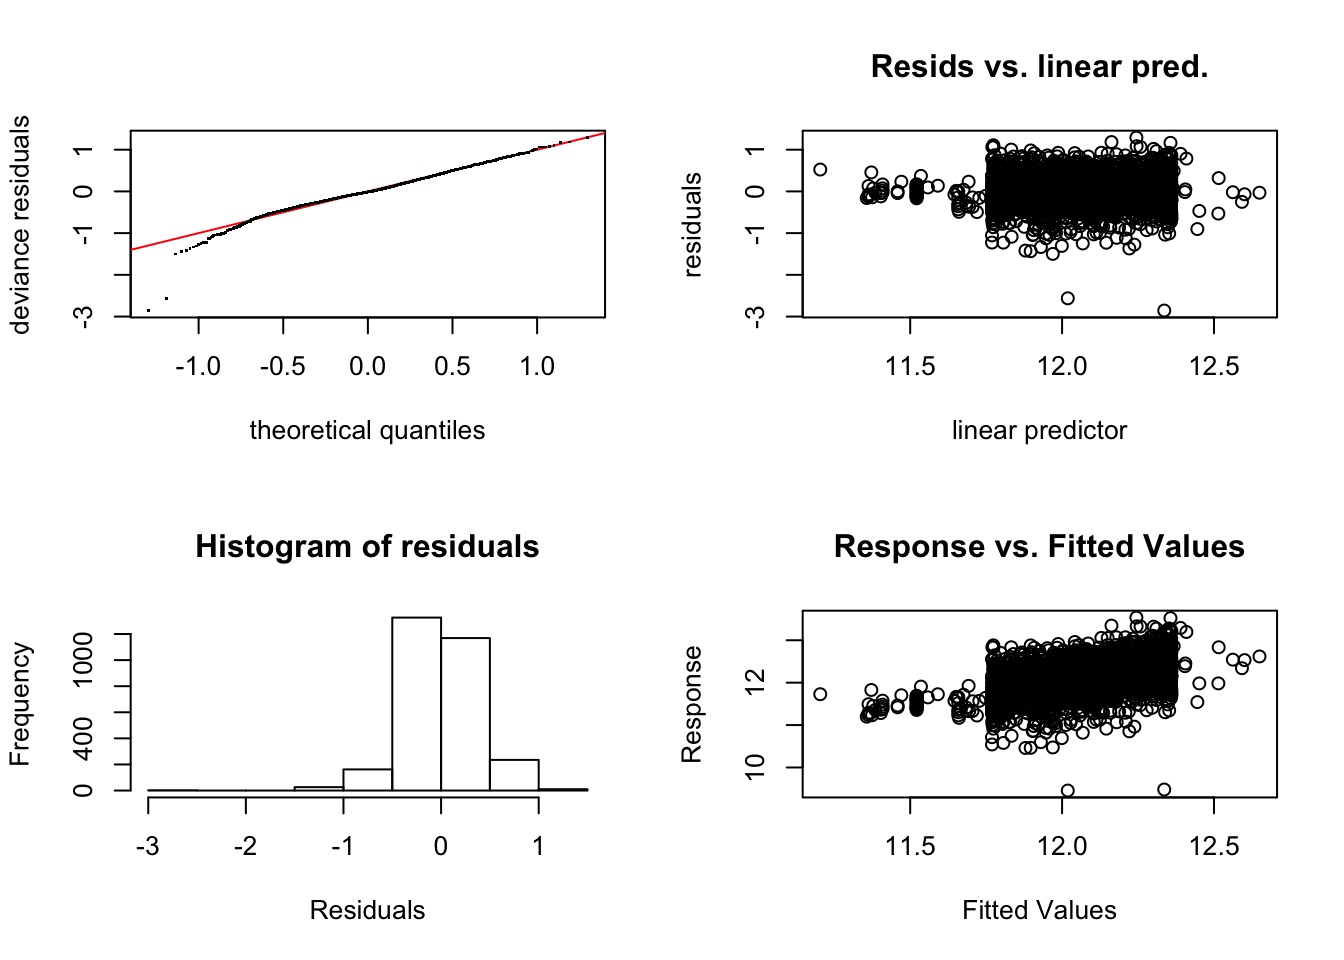 deviance residuals
1
0
-1
-3
-1.0 -0.5 0.0 0.5 1.0
theoretical quantiles
Resids vs. linear pred.
residuals
1
0
-1
-3
11.5 12.0 12.5
linear predictor
Histogram of residuals
Frequency
1000
400
0
-3 -2 -1 0 1
Residuals
Response vs. Fitted Values
Response
12
10
11.5 12.0 12.5
Fitted Values